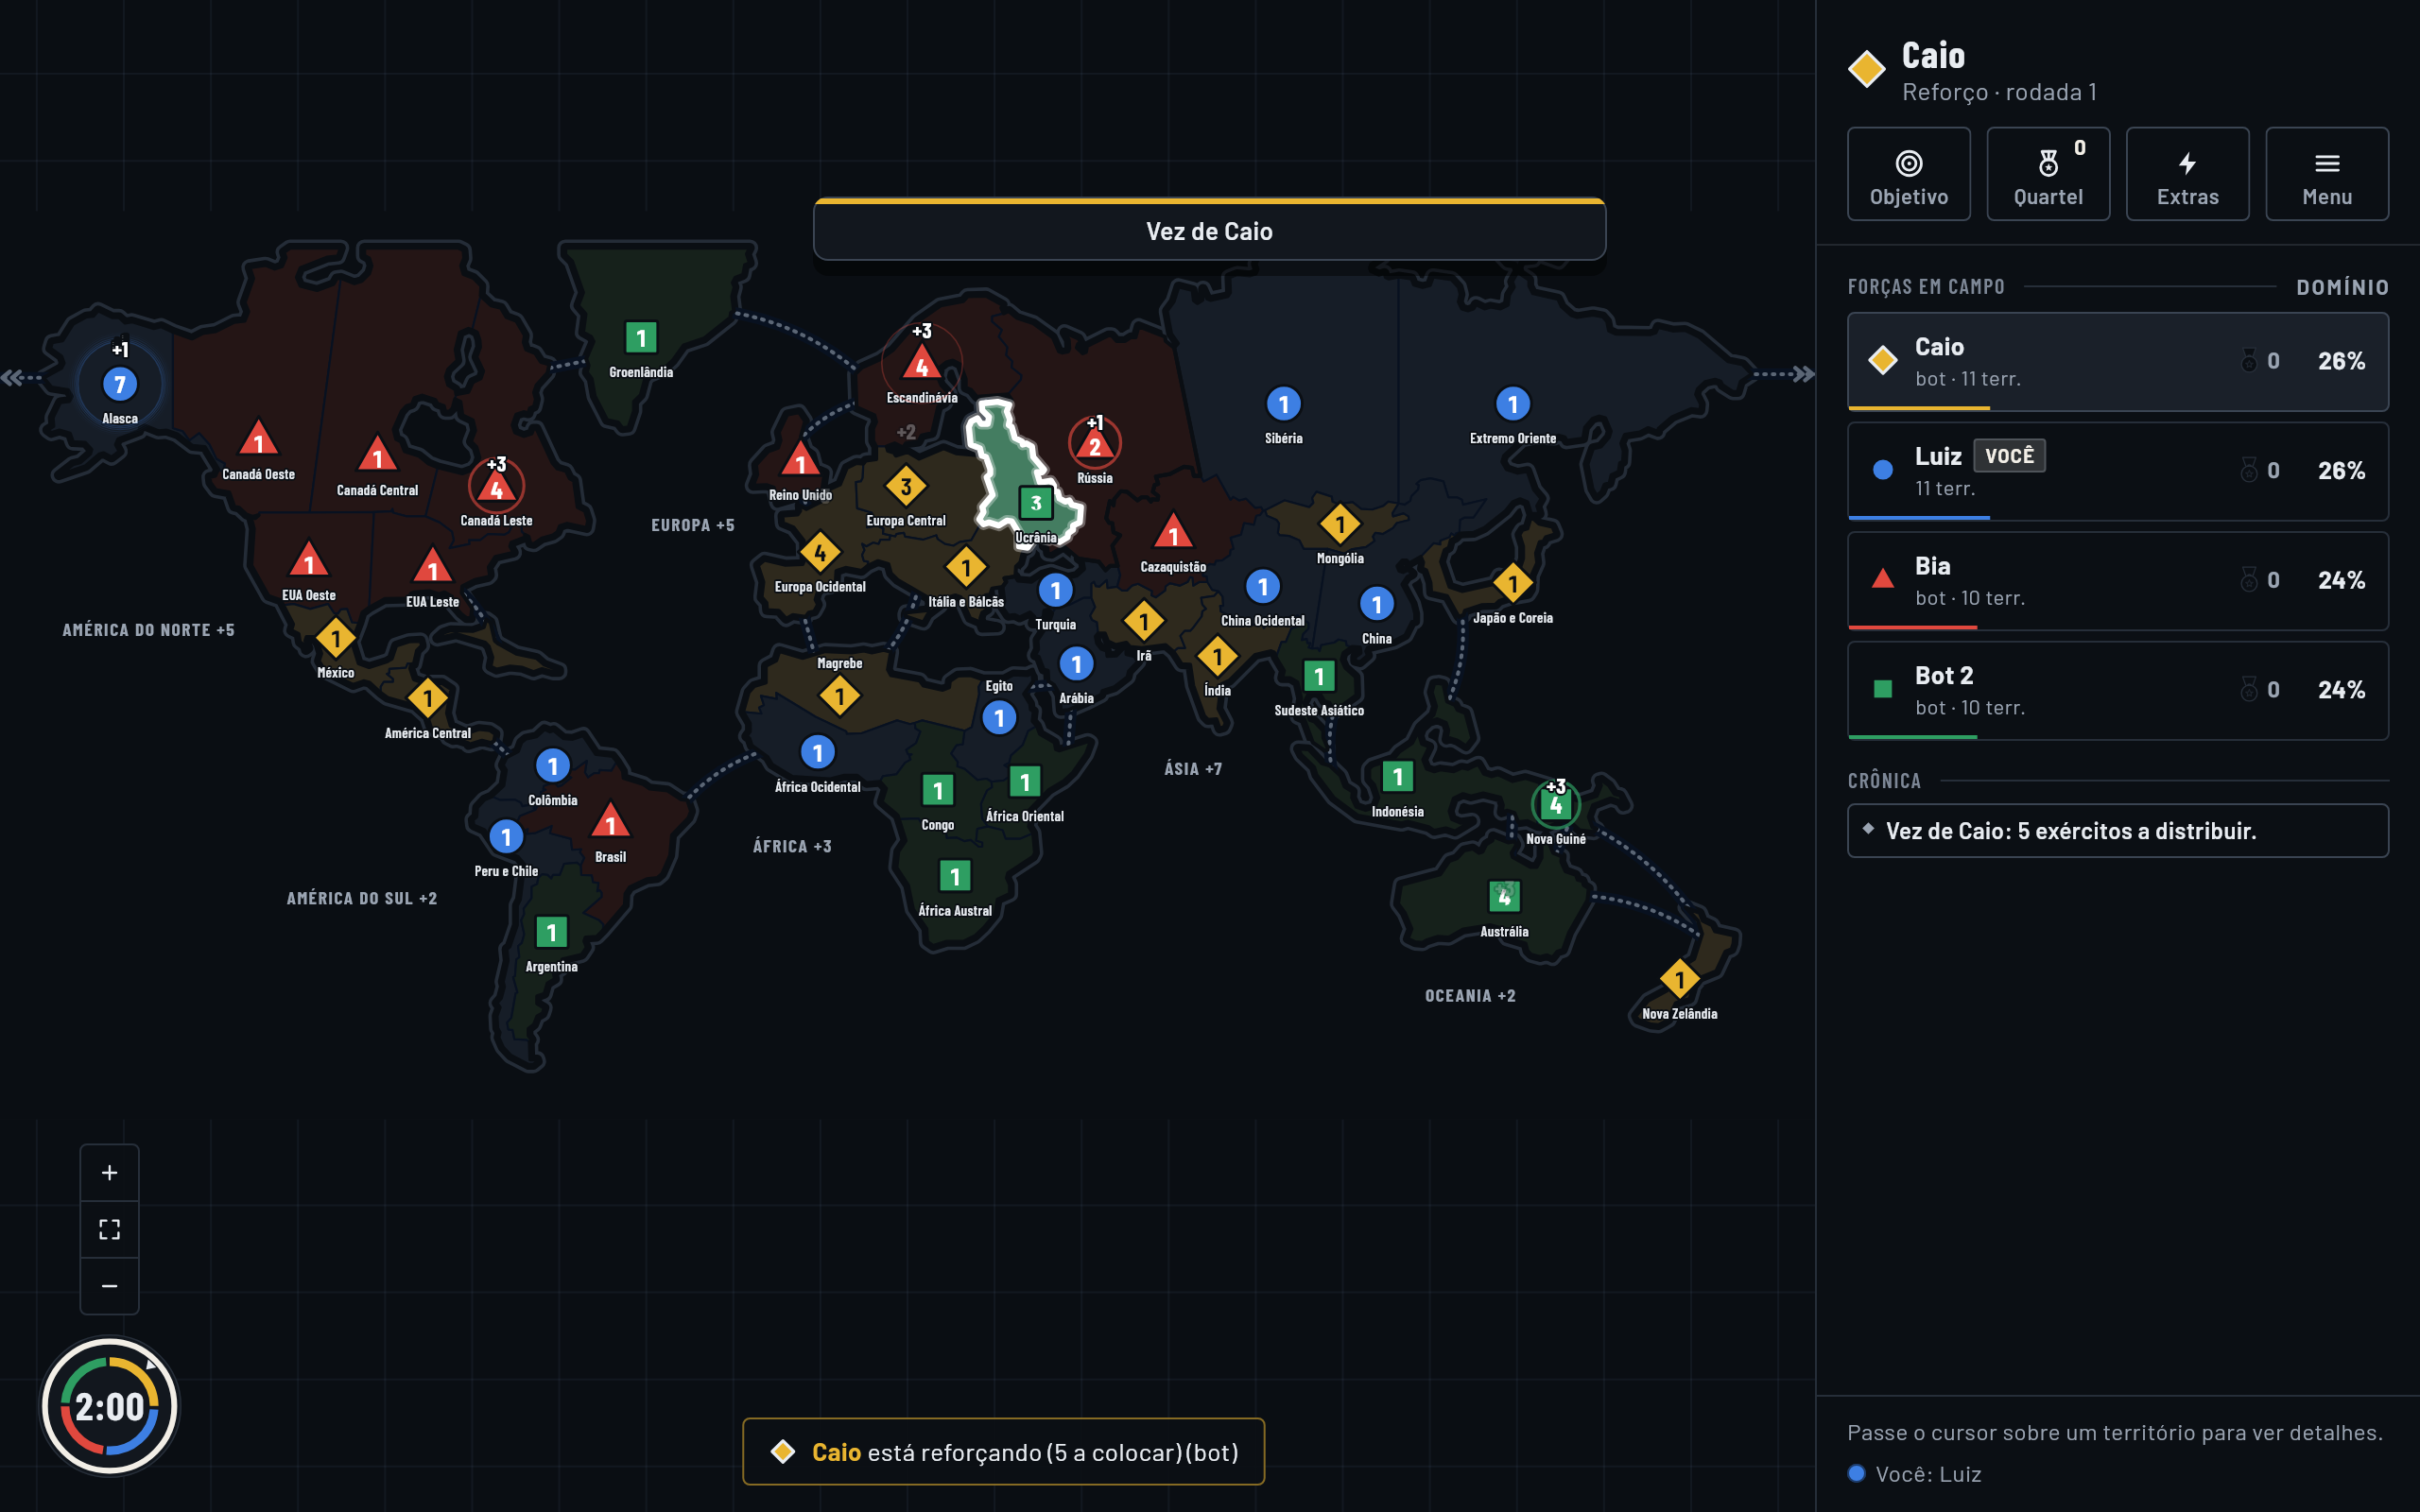 Caio
Reforço · rodada 1
Objetivo
0
Quartel
Extras
Menu
FORÇAS EM CAMPO
DOMÍNIO
Caio
bot · 11 terr.
0
26%
Luiz VOCÊ
11 terr.
0
26%
Bia
bot · 10 terr.
0
24%
Bot 2
bot · 10 terr.
0
24%
CRÔNICA
Vez de Caio: 5 exércitos a distribuir.
Passe o cursor sobre um território para ver detalhes.
Você: Luiz
Vez de Caio
+1
7
Alasca
1
Canadá Oeste
1
Canadá Central
+3
4
Canadá Leste
1
EUA Oeste
1
EUA Leste
AMÉRICA DO NORTE +5
1
México
1
América Central
1
Groenlândia
1
Colômbia
1
Peru e Chile
1
Brasil
1
Argentina
AMÉRICA DO SUL +2
+3
4
Escandinávia
+2
1
Reino Unido
EUROPA +5
3
Europa Central
4
Europa Ocidental
1
Itália e Bálcãs
3
Ucrânia
+1
2
Rússia
Magrebe
1
Egito
1
1
África Ocidental
1
Congo
1
África Oriental
1
África Austral
ÁFRICA +3
1
Sibéria
1
Extremo Oriente
1
Cazaquistão
1
Mongólia
1
Turquia
1
China Ocidental
1
China
1
Japão e Coreia
1
Irã
1
Índia
1
Arábia
1
Sudeste Asiático
ÁSIA +7
1
Indonésia
+3
4
Nova Guiné
4
Austrália
1
Nova Zelândia
OCEANIA +2
+
−
2:00
Caio está reforçando (5 a colocar) (bot)